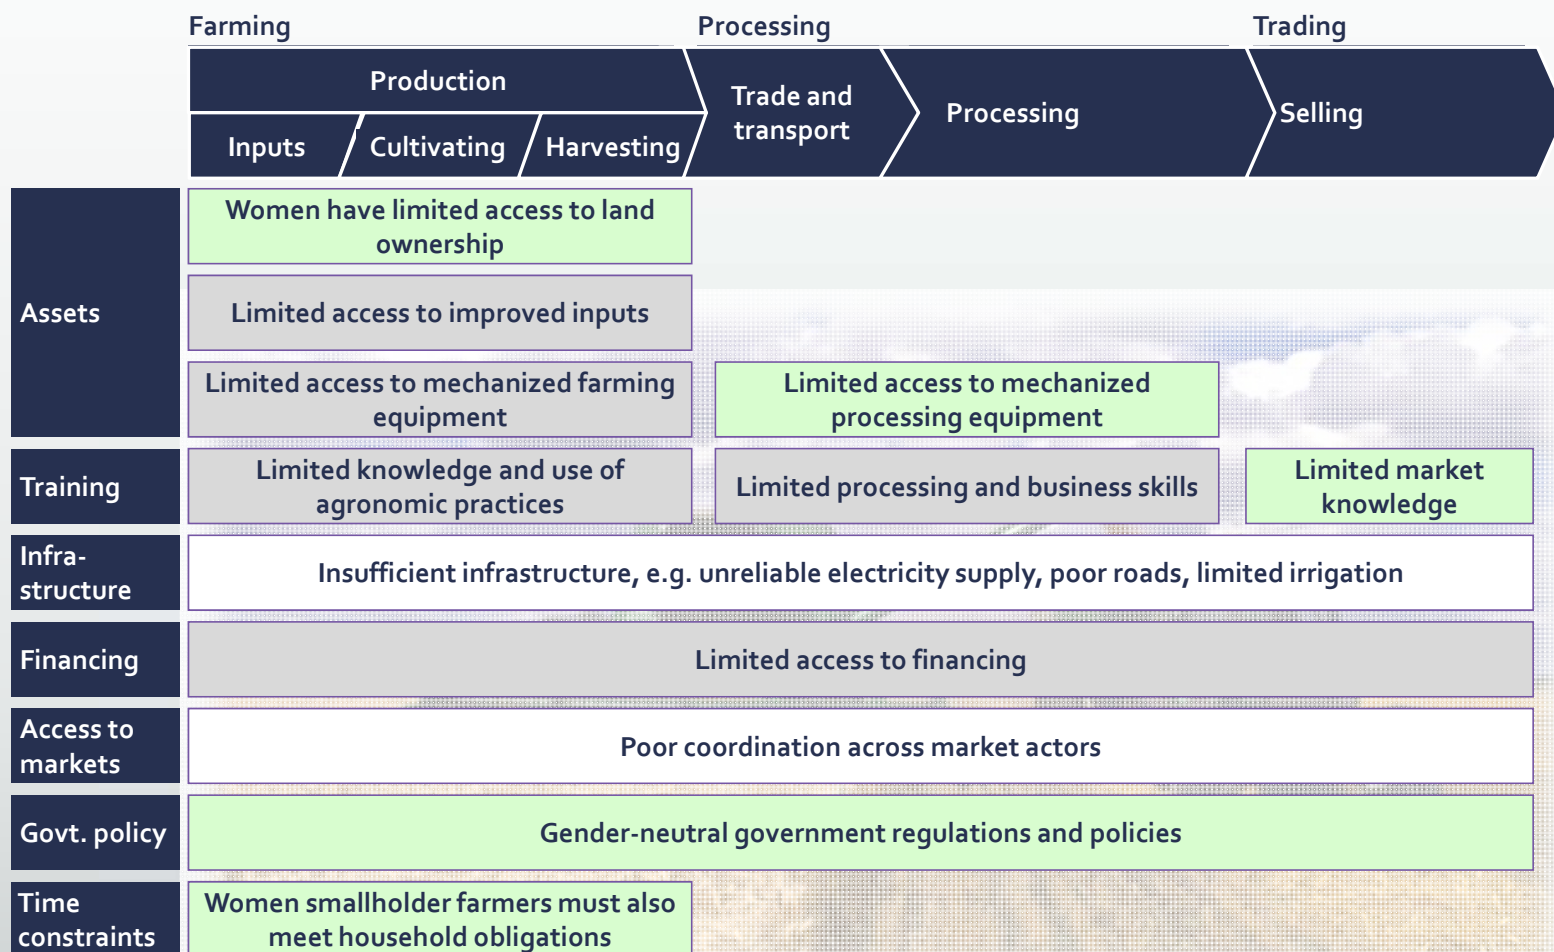 Farming
Processing
Trading
Production
Inputs
Cultivating
Harvesting
Trade and
transport
Processing
Selling
Assets
Women have limited access to land
ownership
Limited access to improved inputs
Limited access to mechanized farming
equipment
Limited access to mechanized
processing equipment
Training
Limited knowledge and use of
agronomic practices
Limited processing and business skills
Limited market
knowledge
Infra-
structure
Insufficient infrastructure, e.g. unreliable electricity supply, poor roads, limited irrigation
Financing
Limited access to financing
Access to
markets
Poor coordination across market actors
Govt. policy
Gender-neutral government regulations and policies
Time
constraints
Women smallholder farmers must also
meet household obligations